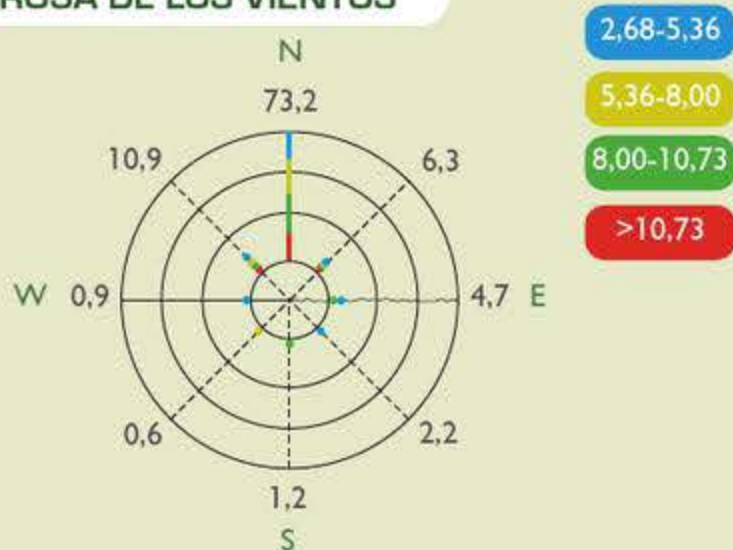 ROSA DE LOS VIENTOS
2,68-5,36
5,36-8,00
8,00-10,73
>10,73
N
73,2
10,9
6,3
W 0,9
4,7 E
0,6
2,2
1,2
S